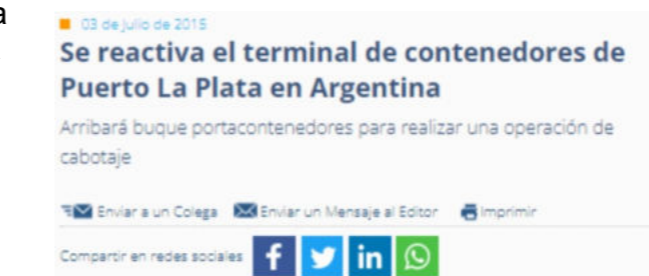 a
03 de julio de 2015
Se reactiva el terminal de contenedores de
Puerto La Plata en Argentina
Arribará buque portacontenedores para realizar una operación de
cabotaje
Enviar a un Colega Enviar un Mensaje al Editor Imprimir
Compartir en redes sociales f in